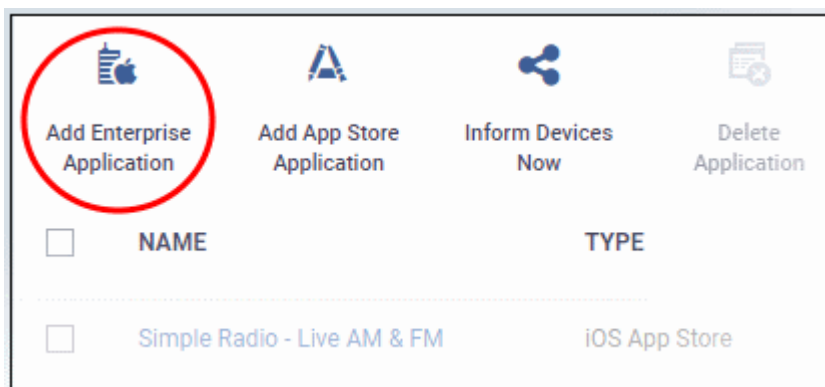 Add Enterprise
Application
Add App Store
Application
Inform Devices
Now
Delete
Application
NAME TYPE
Simple Radio - Live AM & FM iOS App Store